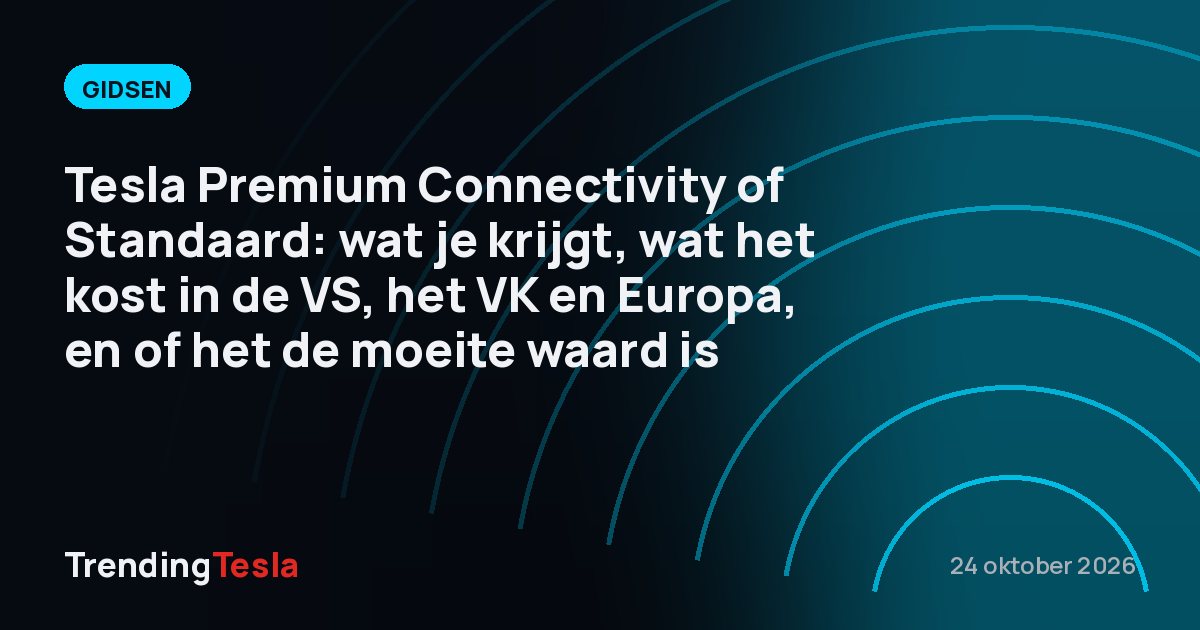 GIDSEN
Tesla Premium Connectivity of
Standaard: wat je krijgt, wat het
kost in de VS, het VK en Europa,
en of het de moeite waard is
TrendingTesla
24 oktober 2026